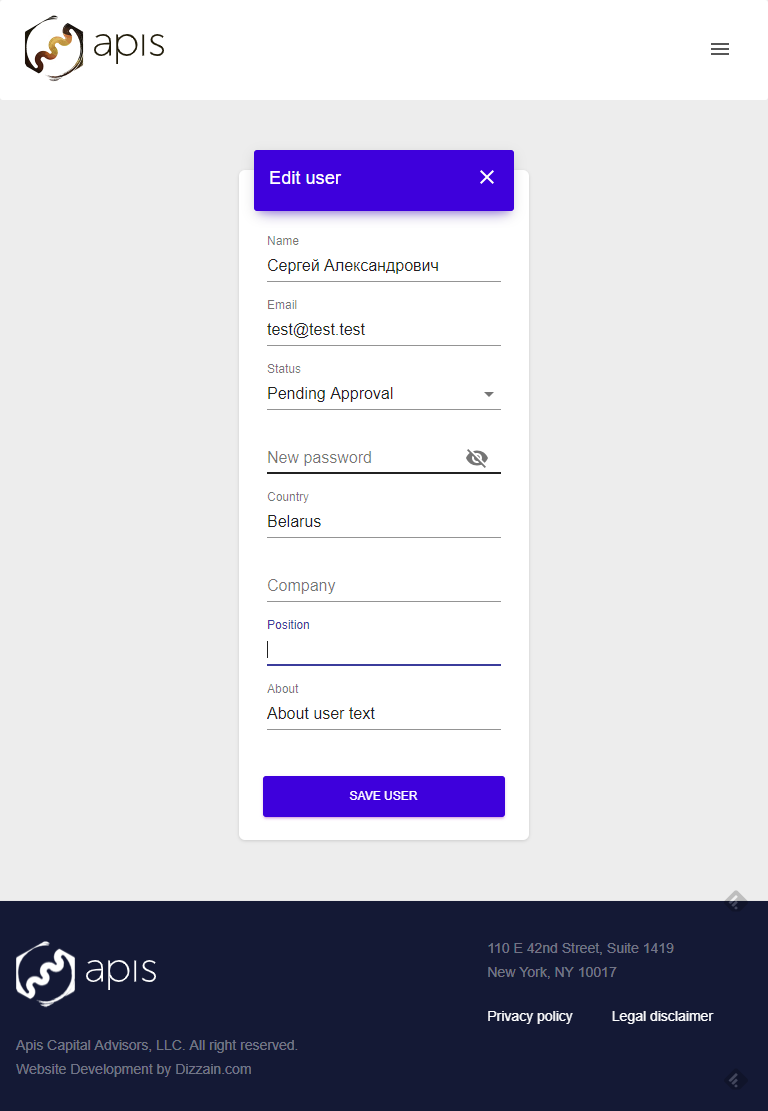 apis
Edit user
Name
Сергей Александрович
Email
test@test.test
Status
Pending Approval
New password
Country
Belarus
Company
Position
About
About user text
SAVE USER
apis
110 E 42nd Street, Suite 1419
New York, NY 10017
Privacy policy
Legal disclaimer
Apis Capital Advisors, LLC. All right reserved.
Website Development by Dizzain.com